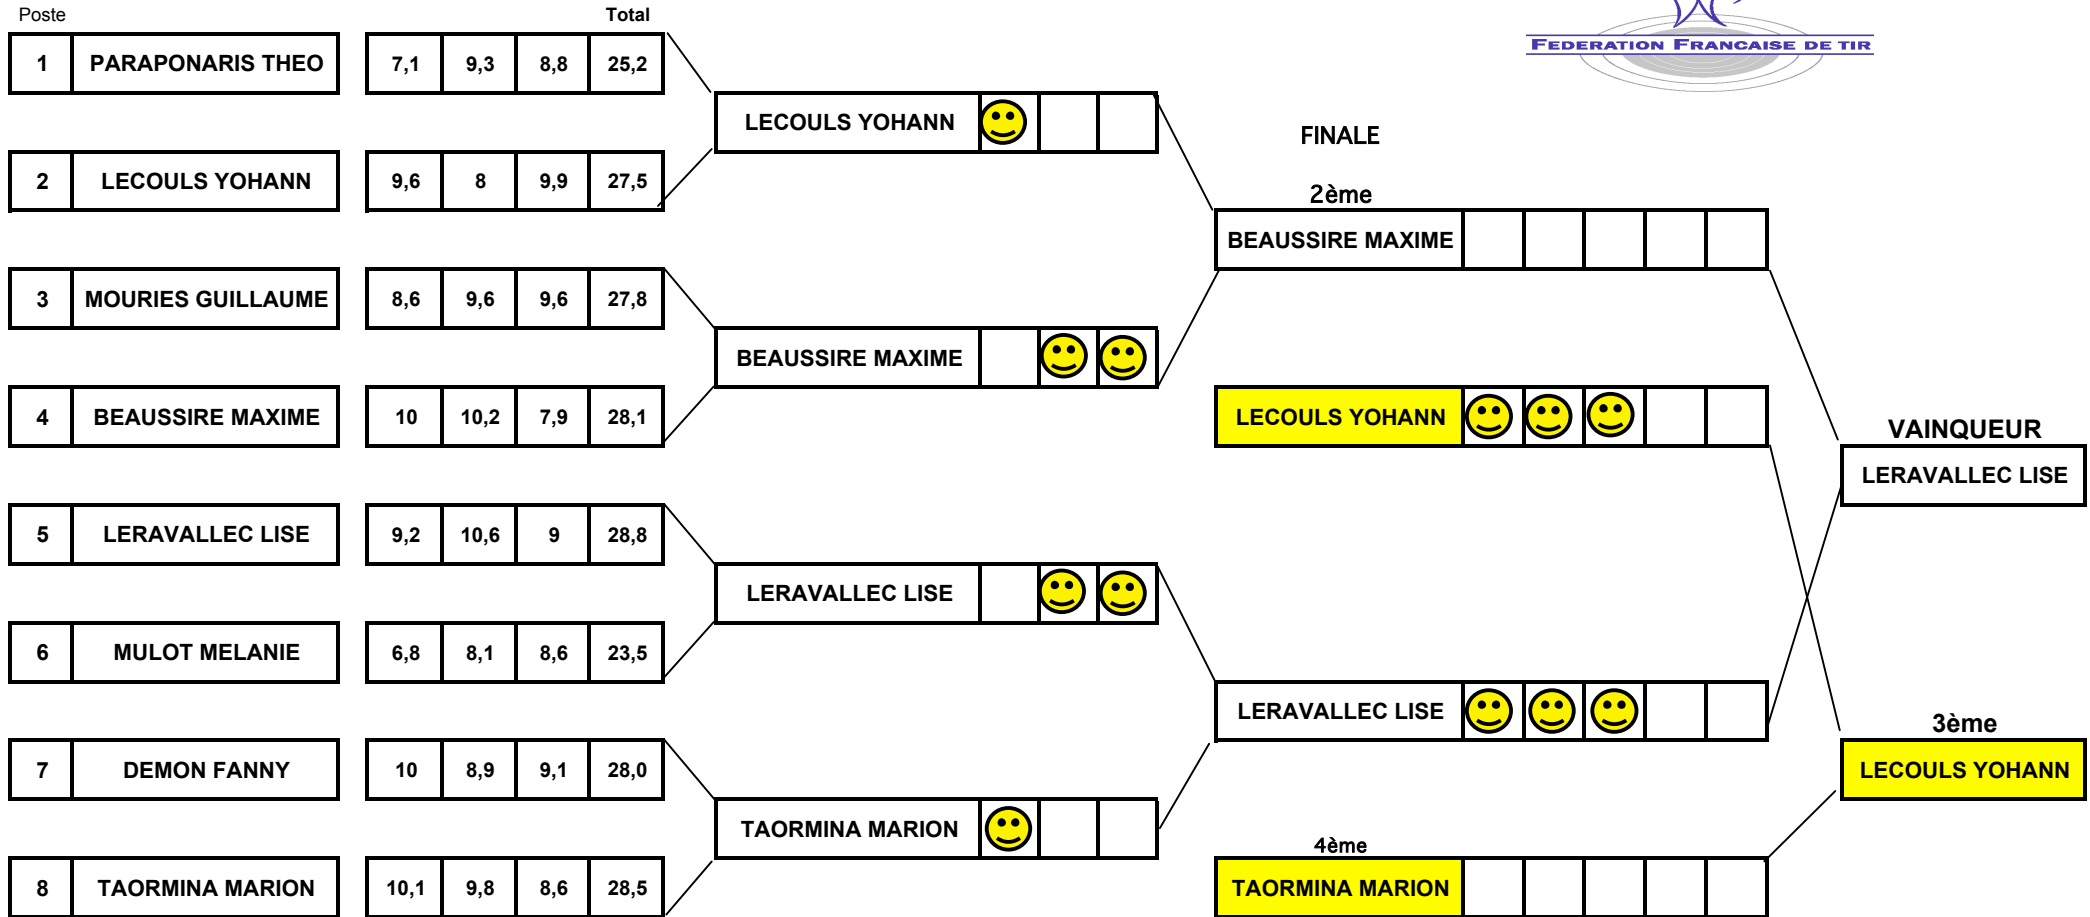 Poste Total
FEDERATION FRANCAISE DE TIR
1 PARAPONARIS THEO 7,1 9,3 8,8 25,2
LECOULS YOHANN
FINALE
2 LECOULS YOHANN 9,6 8 9,9 27,5
2ème
BEAUSSIRE MAXIME
3 MOURIES GUILLAUME 8,6 9,6 9,6 27,8
BEAUSSIRE MAXIME
4 BEAUSSIRE MAXIME 10 10,2 7,9 28,1
LECOULS YOHANN
VAINQUEUR
LERAVALLEC LISE
5 LERAVALLEC LISE 9,2 10,6 9 28,8
LERAVALLEC LISE
6 MULOT MELANIE 6,8 8,1 8,6 23,5
LERAVALLEC LISE
3ème
7 DEMON FANNY 10 8,9 9,1 28,0
LECOULS YOHANN
TAORMINA MARION
4ème
8 TAORMINA MARION 10,1 9,8 8,6 28,5
TAORMINA MARION